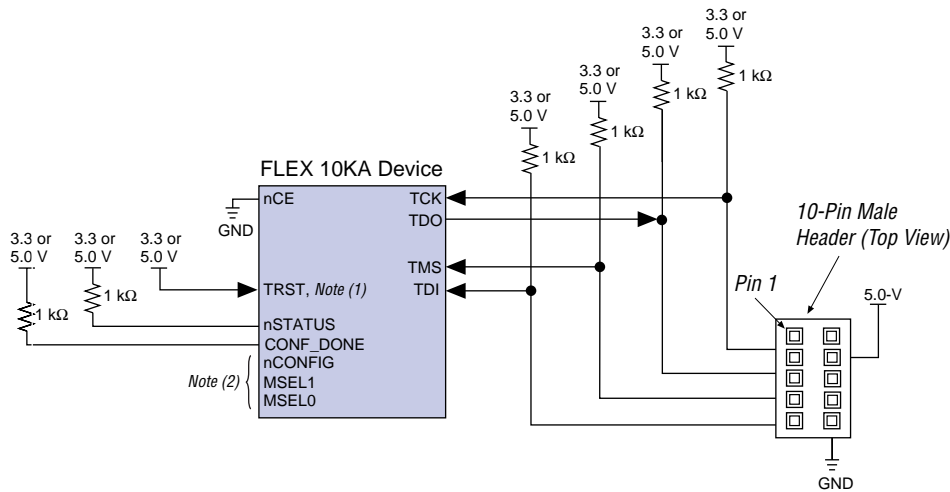 3.3 or
5.0 V
1 kΩ
3.3 or
5.0 V
1 kΩ
3.3 or
5.0 V
1 kΩ
3.3 or
5.0 V
1 kΩ
FLEX 10KA Device
nCE
GND
TCK
TDO
TMS
TDI
3.3 or
5.0 V
3.3 or
5.0 V
3.3 or
5.0 V
1 kΩ
1 kΩ
TRST, Note (1)
nSTATUS
CONF_DONE
nCONFIG
MSEL1
MSEL0
Note (2)
10-Pin Male
Header (Top View)
Pin 1
5.0-V
GND